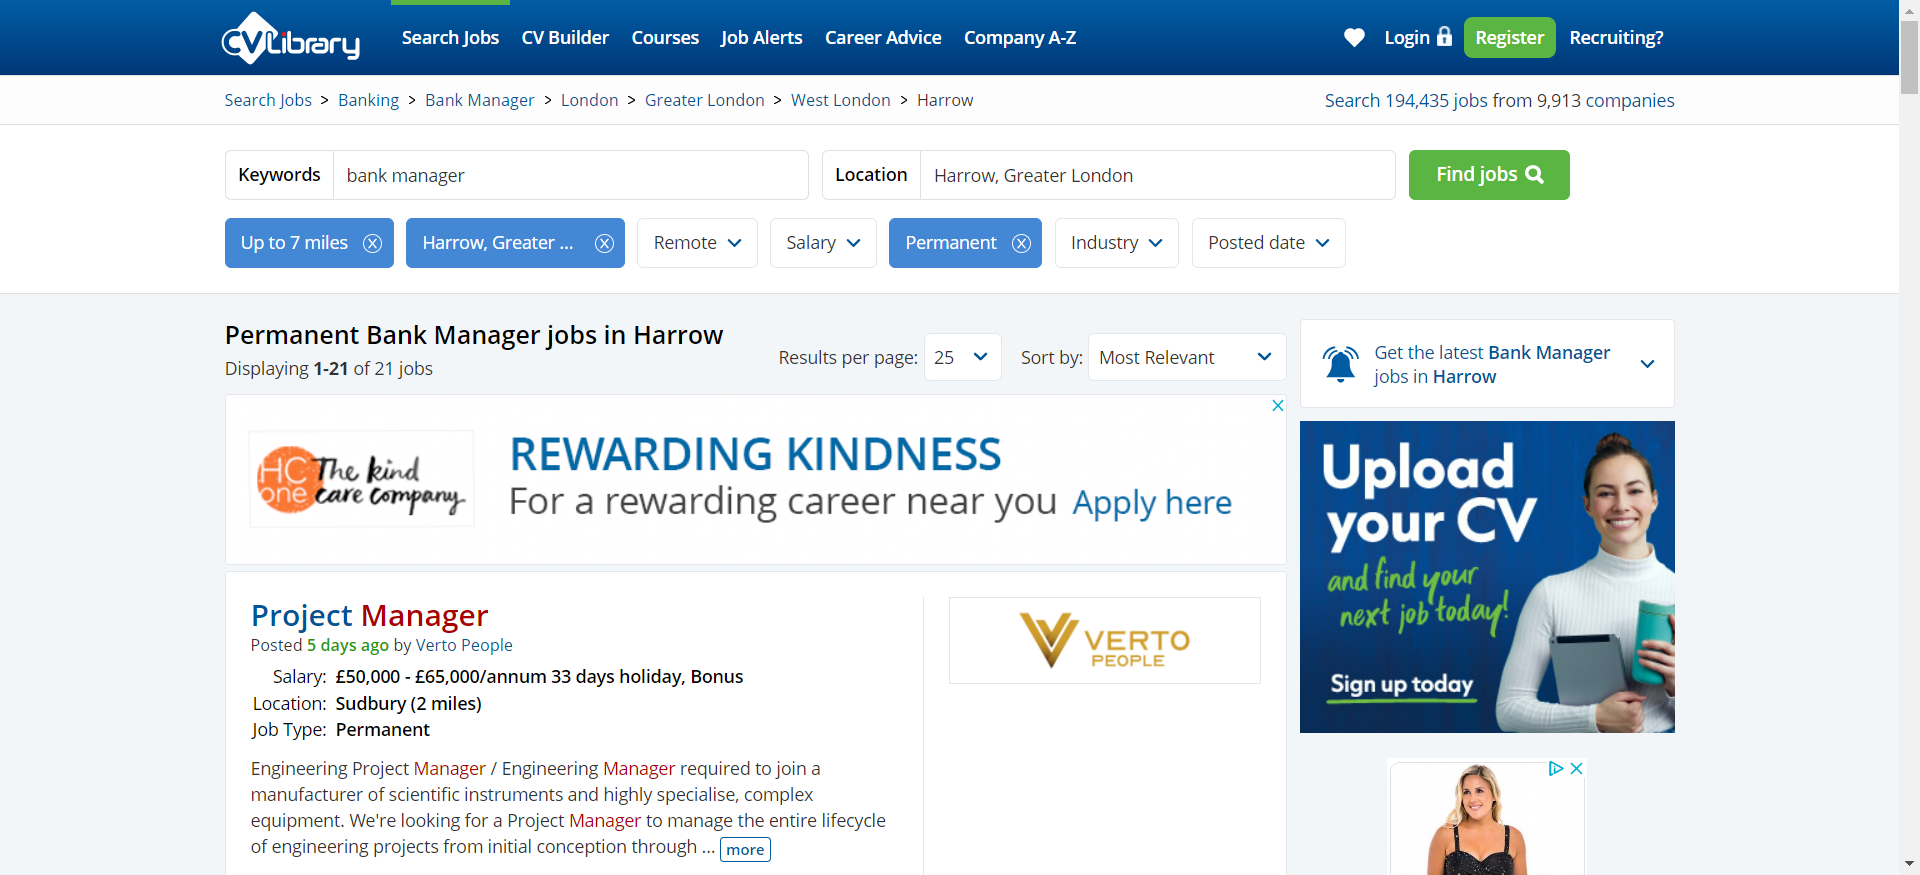 CVLibrary
Search Jobs CV Builder Courses Job Alerts Career Advice Company A-Z
Login Register Recruiting?
Search Jobs > Banking > Bank Manager > London > Greater London > West London > Harrow
Search 194,435 jobs from 9,913 companies
Keywords bank manager
Location Harrow, Greater London
Find jobs
Up to 7 miles
Harrow, Greater ...
Remote
Salary
Permanent
Industry
Posted date
Permanent Bank Manager jobs in Harrow
Displaying 1-21 of 21 jobs
Results per page: 25
Sort by: Most Relevant
HC
one
The kind
care company
REWARDING KINDNESS
For a rewarding career near you Apply here
Project Manager
Posted 5 days ago by Verto People
Salary: £50,000 - £65,000/annum 33 days holiday, Bonus
Location: Sudbury (2 miles)
Job Type: Permanent
Engineering Project Manager / Engineering Manager required to join a
manufacturer of scientific instruments and highly specialise, complex
equipment. We're looking for a Project Manager to manage the entire lifecycle
of engineering projects from initial conception through ... more
VERTO
PEOPLE
Get the latest Bank Manager
jobs in Harrow
Upload
your CV
and find your
next job today!
Sign up today